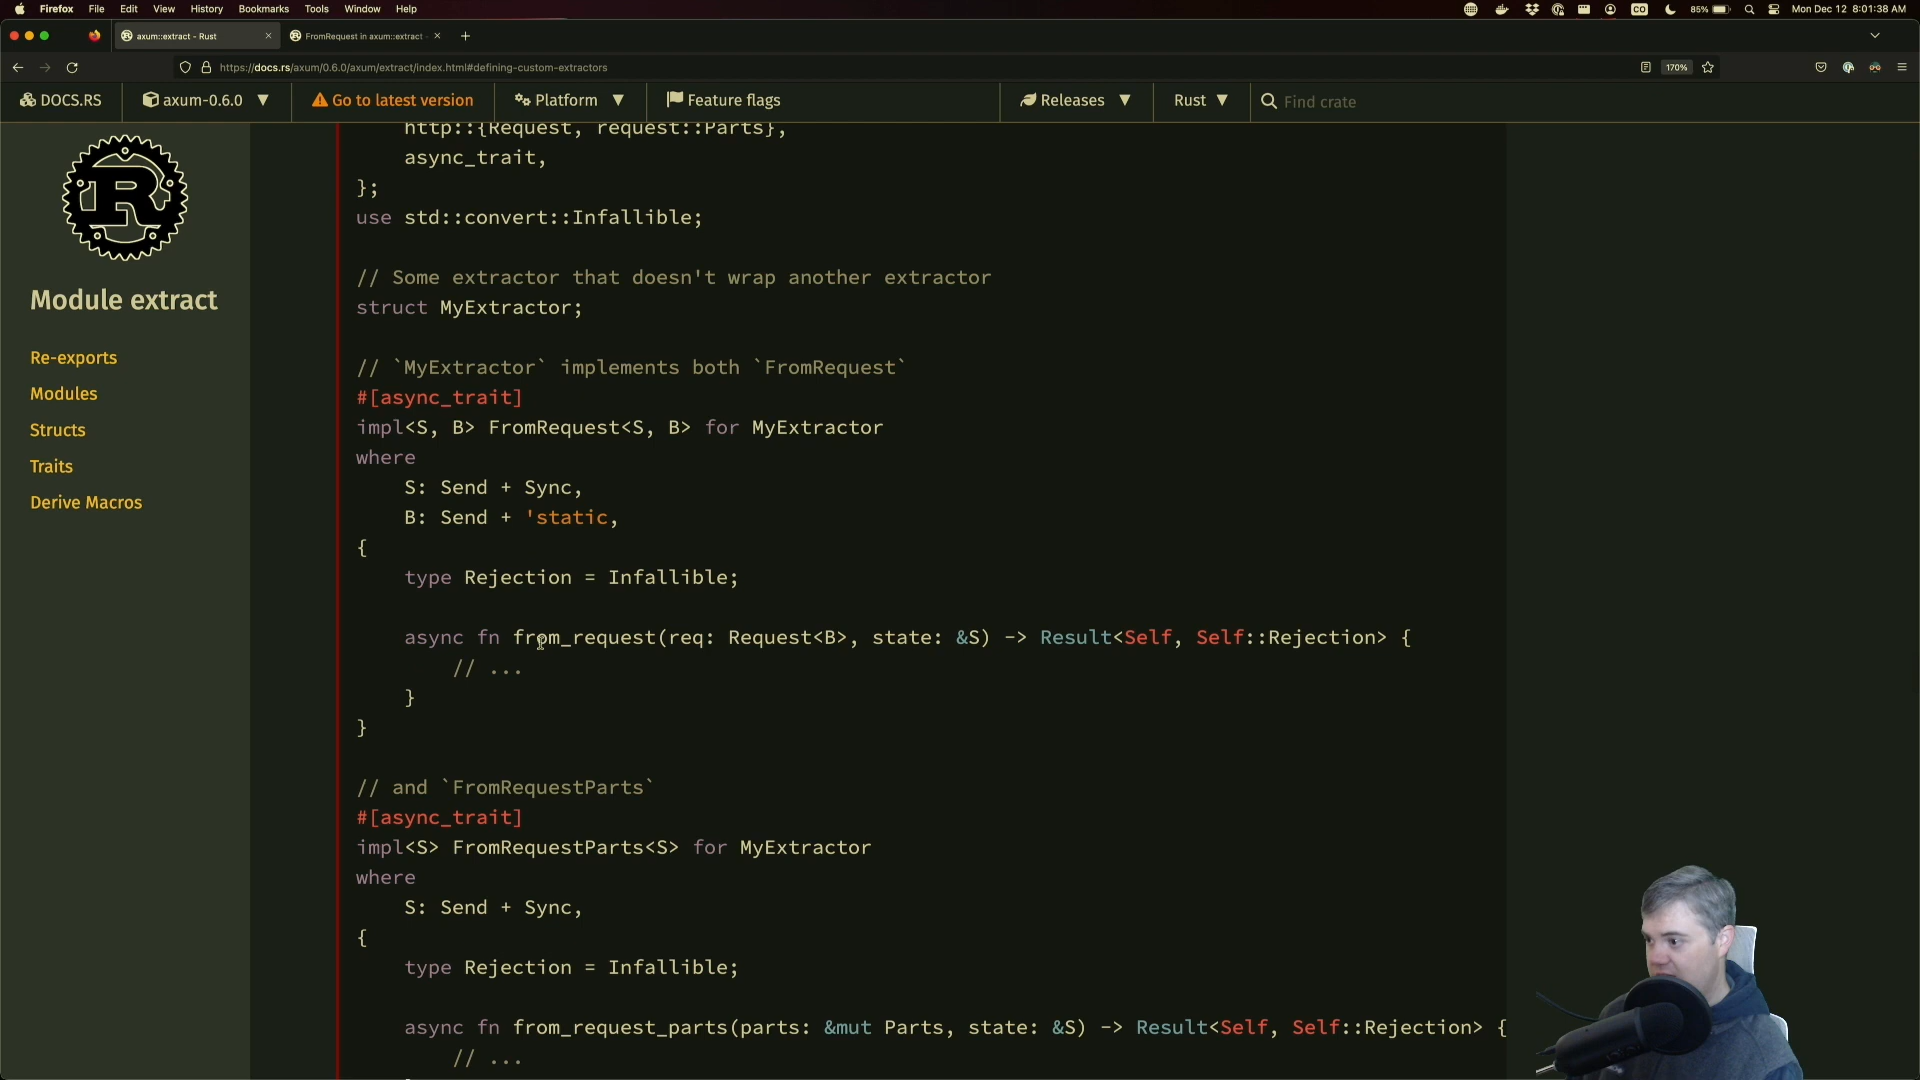 Firefox File Edit View History Bookmarks Tools Window Help
CO 85% Mon Dec 12 8:01:38 AM
axum::extract - Rust
FromRequest in axum::extract -
https://docs.rs/axum/0.6.0/axum/extract/index.html#defining-custom-extractors
170%
DOCS.RS
axum-0.6.0
Go to latest version
Platform
Feature flags
Releases
Rust
Find crate
Module extract
Re-exports
Modules
Structs
Traits
Derive Macros
http::{Request, request::Parts},
async_trait,
};
use std::convert::Infallible;
// Some extractor that doesn't wrap another extractor
struct MyExtractor;
// `MyExtractor` implements both `FromRequest`
#[async_trait]
impl<S, B> FromRequest<S, B> for MyExtractor
where
S: Send + Sync,
B: Send + 'static,
{
type Rejection = Infallible;
async fn from_request(req: Request<B>, state: &S) -> Result<Self, Self::Rejection> {
// ...
}
}
// and `FromRequestParts`
#[async_trait]
impl<S> FromRequestParts<S> for MyExtractor
where
S: Send + Sync,
{
type Rejection = Infallible;
async fn from_request_parts(parts: &mut Parts, state: &S) -> Result<Self, Self::Rejection> {
// ...